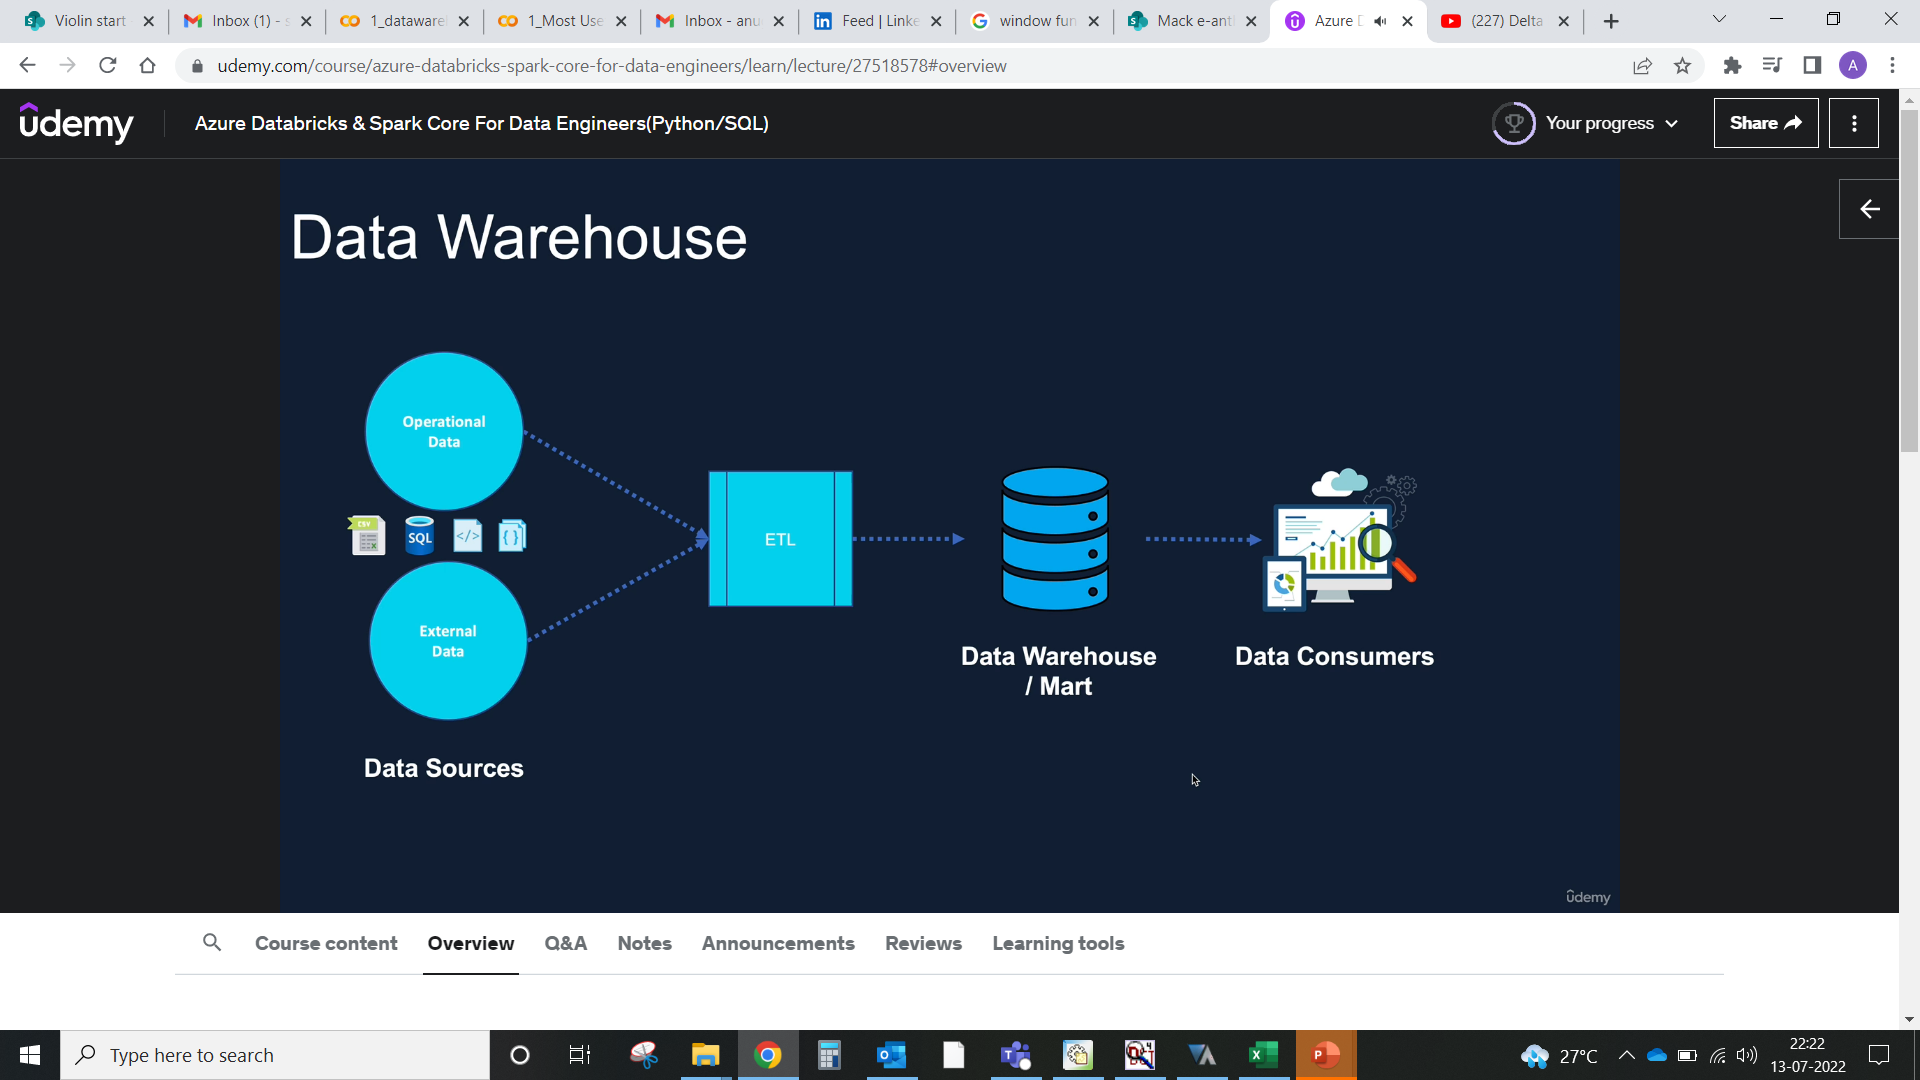 Violin start
Inbox (1) - s
1_dataware
1_Most Use
Inbox - anu
Feed | Linke
window fun
Mack e-ant
Azure D
(227) Delta
udemy.com/course/azure-databricks-spark-core-for-data-engineers/learn/lecture/27518578#overview
A
ûdemy
Azure Databricks & Spark Core For Data Engineers(Python/SQL)
Your progress
Share
Data Warehouse
Operational
Data
CSV
SQL
</>
{ }
External
Data
Data Sources
ETL
Data Warehouse
/ Mart
Data Consumers
ûdemy
Course content
Overview
Q&A
Notes
Announcements
Reviews
Learning tools
Type here to search
27°C
22:22
13-07-2022